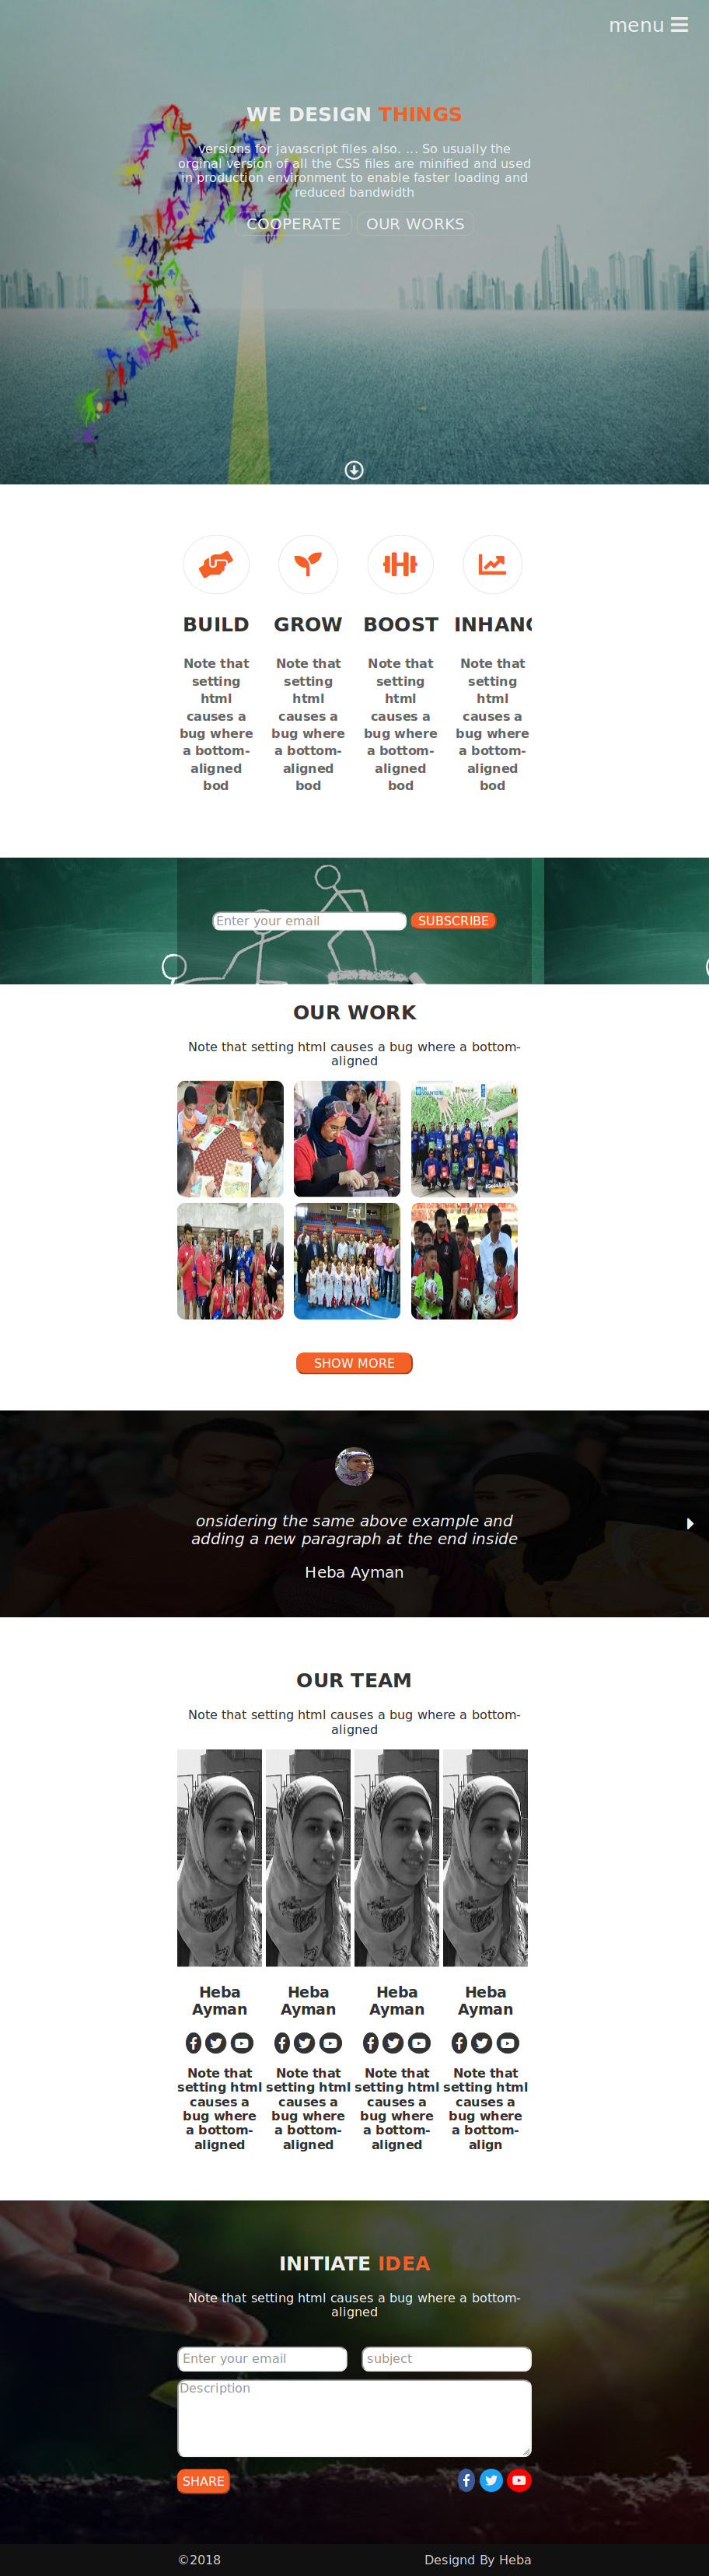 menu
WE DESIGN THINGS
versions for javascript files also. ... So usually the
orginal version of all the CSS files are minified and used
in production environment to enable faster loading and
reduced bandwidth
COOPERATE OUR WORKS
BUILD GROW BOOST INHANC
Note that Note that Note that Note that
setting setting setting setting
html html html html
causes a causes a causes a causes a
bug where bug where bug where bug where
a bottom- a bottom- a bottom- a bottom-
aligned aligned aligned aligned
bod bod bod bod
Enter your email SUBSCRIBE
OUR WORK
Note that setting html causes a bug where a bottom-
aligned
SHOW MORE
onsidering the same above example and
adding a new paragraph at the end inside
Heba Ayman
OUR TEAM
Note that setting html causes a bug where a bottom-
aligned
Heba Heba Heba Heba
Ayman Ayman Ayman Ayman
Note that Note that Note that Note that
setting html setting html setting html setting html
causes a causes a causes a causes a
bug where bug where bug where bug where
a bottom- a bottom- a bottom- a bottom-
aligned aligned aligned align
INITIATE IDEA
Note that setting html causes a bug where a bottom-
aligned
Enter your email subject
Description
SHARE
©2018 Designd By Heba